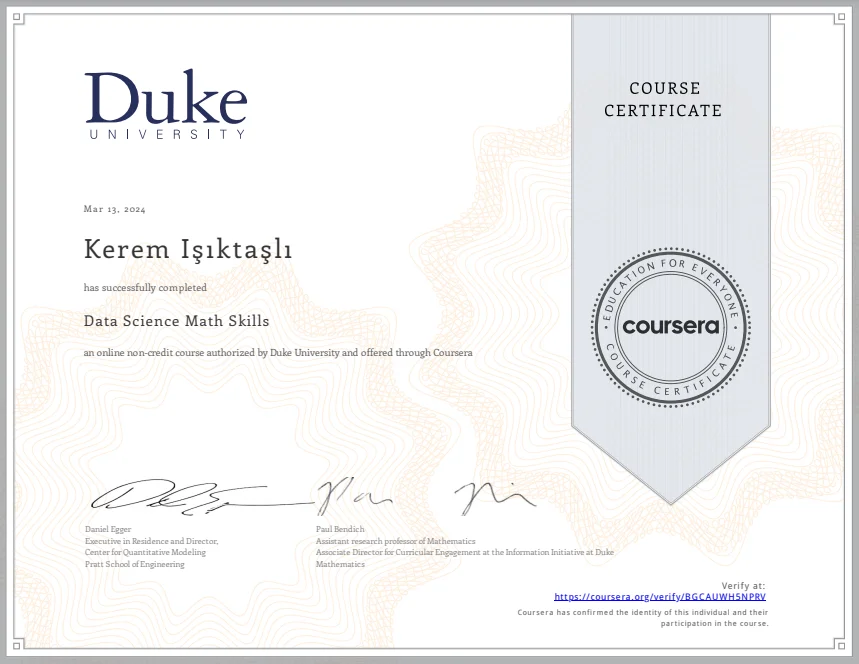 Duke
UNIVERSITY
COURSE
CERTIFICATE
Mar 13, 2024
Kerem Işıktaşlı
has successfully completed
Data Science Math Skills
an online non-credit course authorized by Duke University and offered through Coursera
EDUCATION FOR EVERYONE
coursera
COURSE CERTIFICATE
Daniel Egger
Executive in Residence and Director,
Center for Quantitative Modeling
Pratt School of Engineering
Paul Bendich
Assistant research professor of Mathematics
Associate Director for Curricular Engagement at the Information Initiative at Duke
Mathematics
Verify at:
https://coursera.org/verify/BGCAUWH5NPRV
Coursera has confirmed the identity of this individual and their
participation in the course.